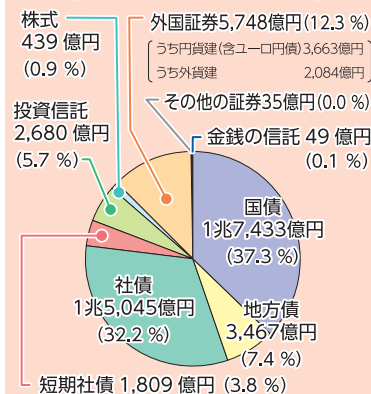 株式
439 億円
(0.9 %)
外国証券5,748億円(12.3 %)
うち円貨建(含ユーロ円債)3,663億円
うち外貨建 2,084億円
その他の証券35億円(0.0 %)
投資信託
2,680 億円
(5.7 %)
金銭の信託 49 億円
(0.1 %)
国債
1兆7,433億円
(37.3 %)
社債
1兆5,045億円
(32.2 %)
地方債
3,467億円
(7.4 %)
短期社債 1,809 億円 (3.8 %)